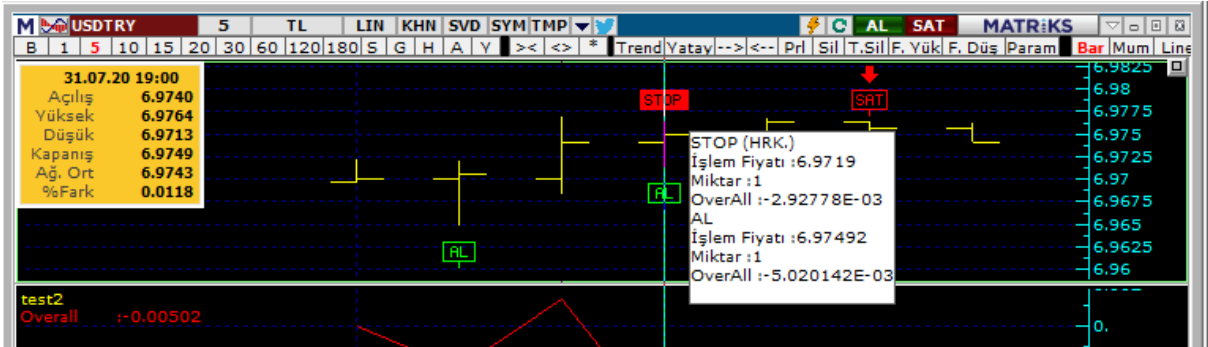 M USDTRY 5 TL LIN KHN SVD SYM TMP C AL SAT MATRİKS
B 1 5 10 15 20 30 60 120 180 S G H A Y >< <> * Trend Yatay --> <-- Prl Sil T.Sil F. Yük F. Düş Param Bar Mum Line
31.07.20 19:00
Açılış 6.9740
Yüksek 6.9764
Düşük 6.9713
Kapanış 6.9749
Ağ. Ort 6.9743
%Fark 0.0118
STOP
SAT
AL
AL
STOP (HRK.)
İşlem Fiyatı :6.9719
Miktar :1
OverAll :-2.92778E-03
AL
İşlem Fiyatı :6.97492
Miktar :1
OverAll :-5.020142E-03
6.9825
6.98
6.9775
6.975
6.9725
6.97
6.9675
6.965
6.9625
6.96
test2
Overall :-0.00502
0.